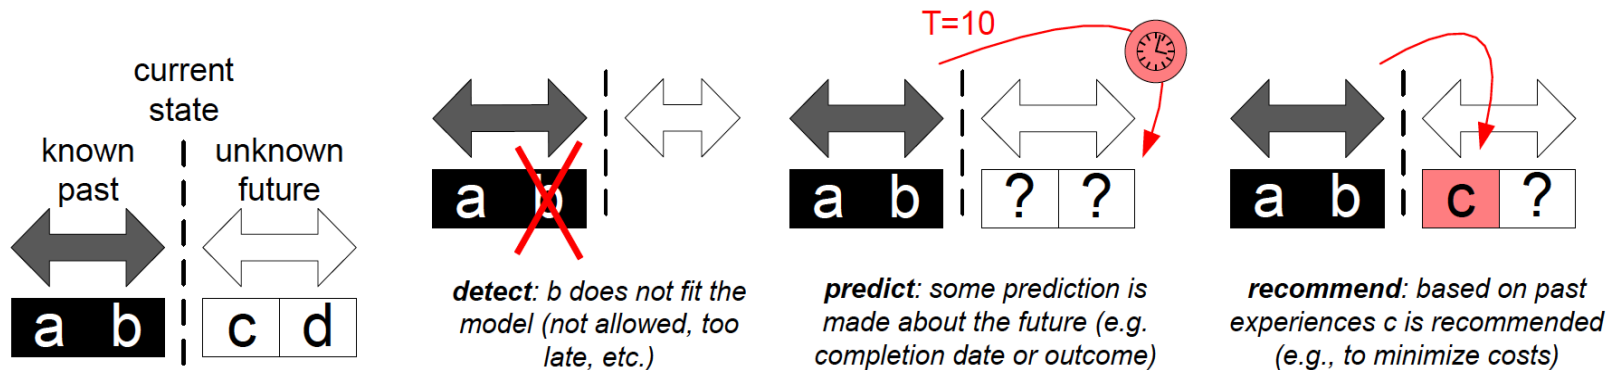 current
state
known
past
unknown
future
a b
c d
a b
detect: b does not fit the
model (not allowed, too
late, etc.)
T=10
a b
? ?
predict: some prediction is
made about the future (e.g.
completion date or outcome)
a b
c ?
recommend: based on past
experiences c is recommended
(e.g., to minimize costs)